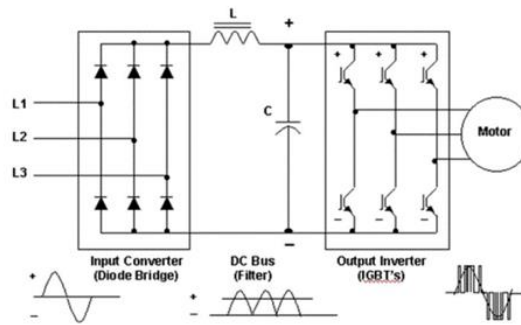 L
+
+ + +
L1
L2
L3
C
Motor
− − −
−
Input Converter
(Diode Bridge)
DC Bus
(Filter)
Output Inverter
(IGBT's)
+
−
+
−